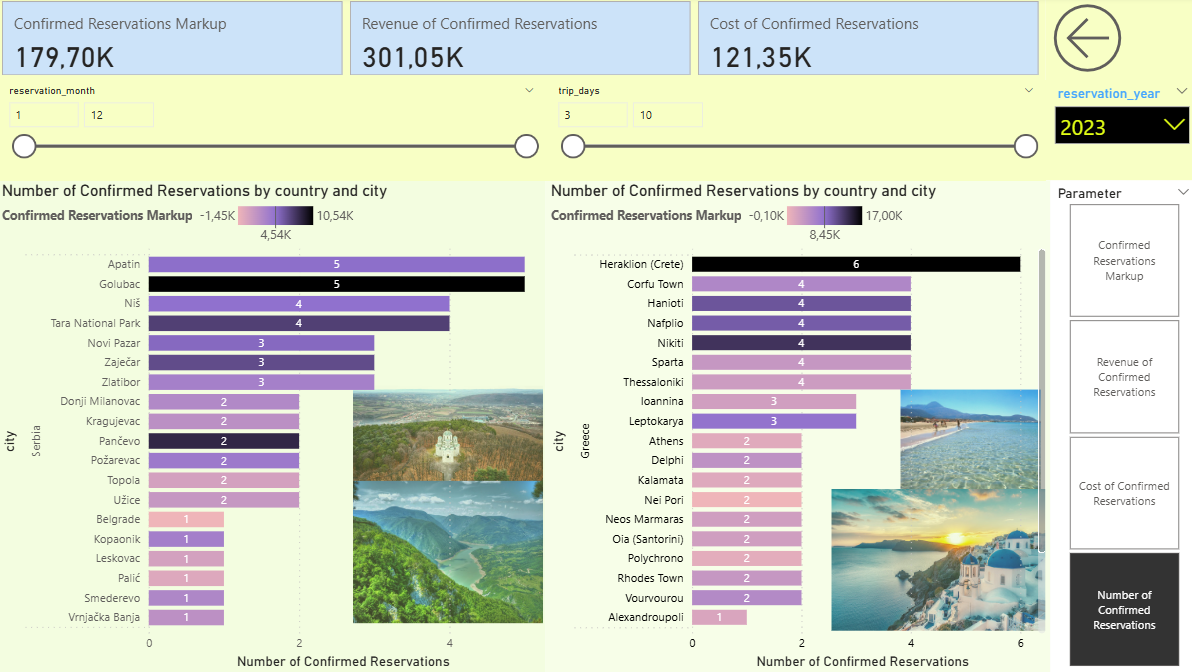 Confirmed Reservations Markup
179,70K
Revenue of Confirmed Reservations
301,05K
Cost of Confirmed Reservations
121,35K
reservation_month
1
12
trip_days
3
10
reservation_year
2023
Number of Confirmed Reservations by country and city
Confirmed Reservations Markup -1,45K 10,54K
4,54K
Apatin 5
Golubac 5
Niš 4
Tara National Park 4
Novi Pazar 3
Zaječar 3
Zlatibor 3
Donji Milanovac 2
Kragujevac 2
Pančevo 2
Požarevac 2
Topola 2
Užice 2
Belgrade 1
Kopaonik 1
Leskovac 1
Palić 1
Smederevo 1
Vrnjačka Banja 1
city
Serbia
0 2 4
Number of Confirmed Reservations
Number of Confirmed Reservations by country and city
Confirmed Reservations Markup -0,10K 17,00K
8,45K
Heraklion (Crete) 6
Corfu Town 4
Hanioti 4
Nafplio 4
Nikiti 4
Sparta 4
Thessaloniki 4
Ioannina 3
Leptokarya 3
Athens 2
Delphi 2
Kalamata 2
Nei Pori 2
Neos Marmaras 2
Oia (Santorini) 2
Polychrono 2
Rhodes Town 2
Vourvourou 2
Alexandroupoli 1
city
Greece
0 2 4 6
Number of Confirmed Reservations
Parameter
Confirmed
Reservations
Markup
Revenue of
Confirmed
Reservations
Cost of Confirmed
Reservations
Number of
Confirmed
Reservations